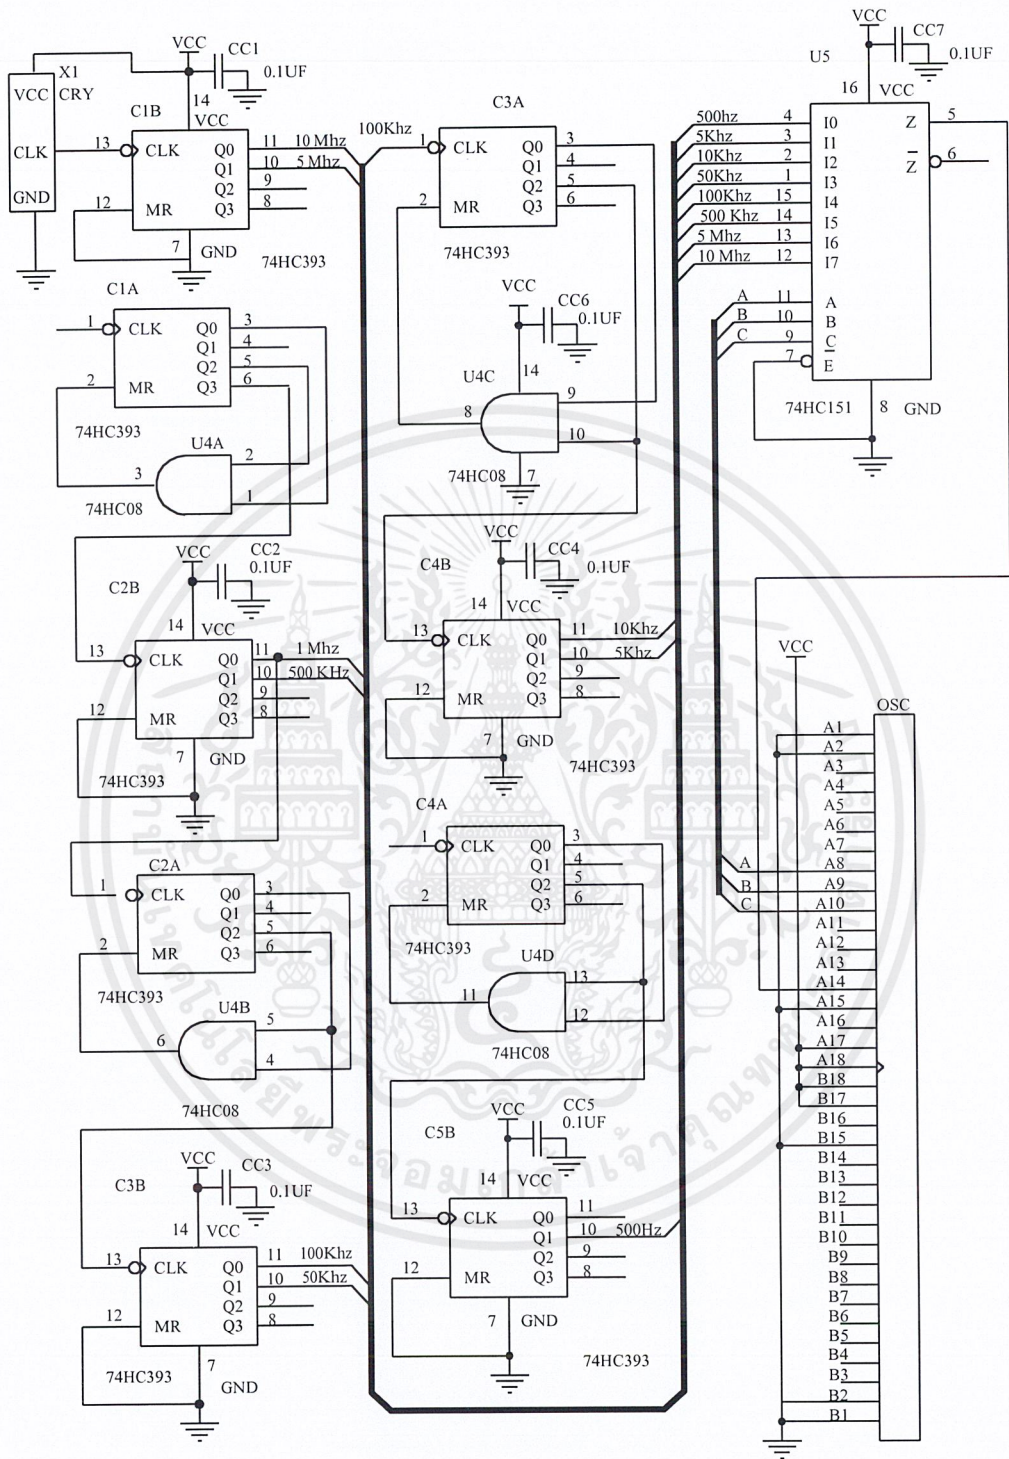 VCC
CC1
0.1UF
X1
CRY
VCC
CLK
GND
C1B
14
VCC
13
CLK
Q0
11
10 Mhz
Q1
10
5 Mhz
Q2
9
Q3
8
12
MR
7
GND
74HC393
C1A
1
CLK
Q0
3
Q1
4
Q2
5
Q3
6
2
MR
74HC393
U4A
3
2
1
74HC08
VCC
CC2
0.1UF
C2B
14
VCC
13
CLK
Q0
11
1 Mhz
Q1
10
500 KHz
Q2
9
Q3
8
12
MR
7
GND
74HC393
C2A
1
CLK
Q0
3
Q1
4
Q2
5
Q3
6
2
MR
74HC393
U4B
6
5
4
74HC08
VCC
CC3
0.1UF
C3B
14
VCC
13
CLK
Q0
11
100Khz
Q1
10
50Khz
Q2
9
Q3
8
12
MR
7
GND
74HC393
C3A
100Khz
1
CLK
Q0
3
Q1
4
Q2
5
Q3
6
2
MR
74HC393
VCC
CC6
0.1UF
14
U4C
8
9
10
7
74HC08
VCC
CC4
0.1UF
C4B
14
VCC
13
CLK
Q0
11
10Khz
Q1
10
5Khz
Q2
9
Q3
8
12
MR
7
GND
74HC393
C4A
1
CLK
Q0
3
Q1
4
Q2
5
Q3
6
2
MR
74HC393
U4D
11
13
12
74HC08
VCC
CC5
0.1UF
C5B
14
VCC
13
CLK
Q0
11
Q1
10
500Hz
Q2
9
Q3
8
12
MR
7
GND
74HC393
VCC
CC7
0.1UF
U5
16
VCC
500hz
4
I0
Z
5
5Khz
3
I1
10Khz
2
I2
Z
6
50Khz
1
I3
100Khz
15
I4
500 Khz
14
I5
5 Mhz
13
I6
10 Mhz
12
I7
A
11
A
B
10
B
C
9
C
7
E
74HC151
8
GND
VCC
OSC
A1
A2
A3
A4
A5
A6
A7
A
A8
B
A9
C
A10
A11
A12
A13
A14
A15
A16
A17
A18
B18
B17
B16
B15
B14
B13
B12
B11
B10
B9
B8
B7
B6
B5
B4
B3
B2
B1